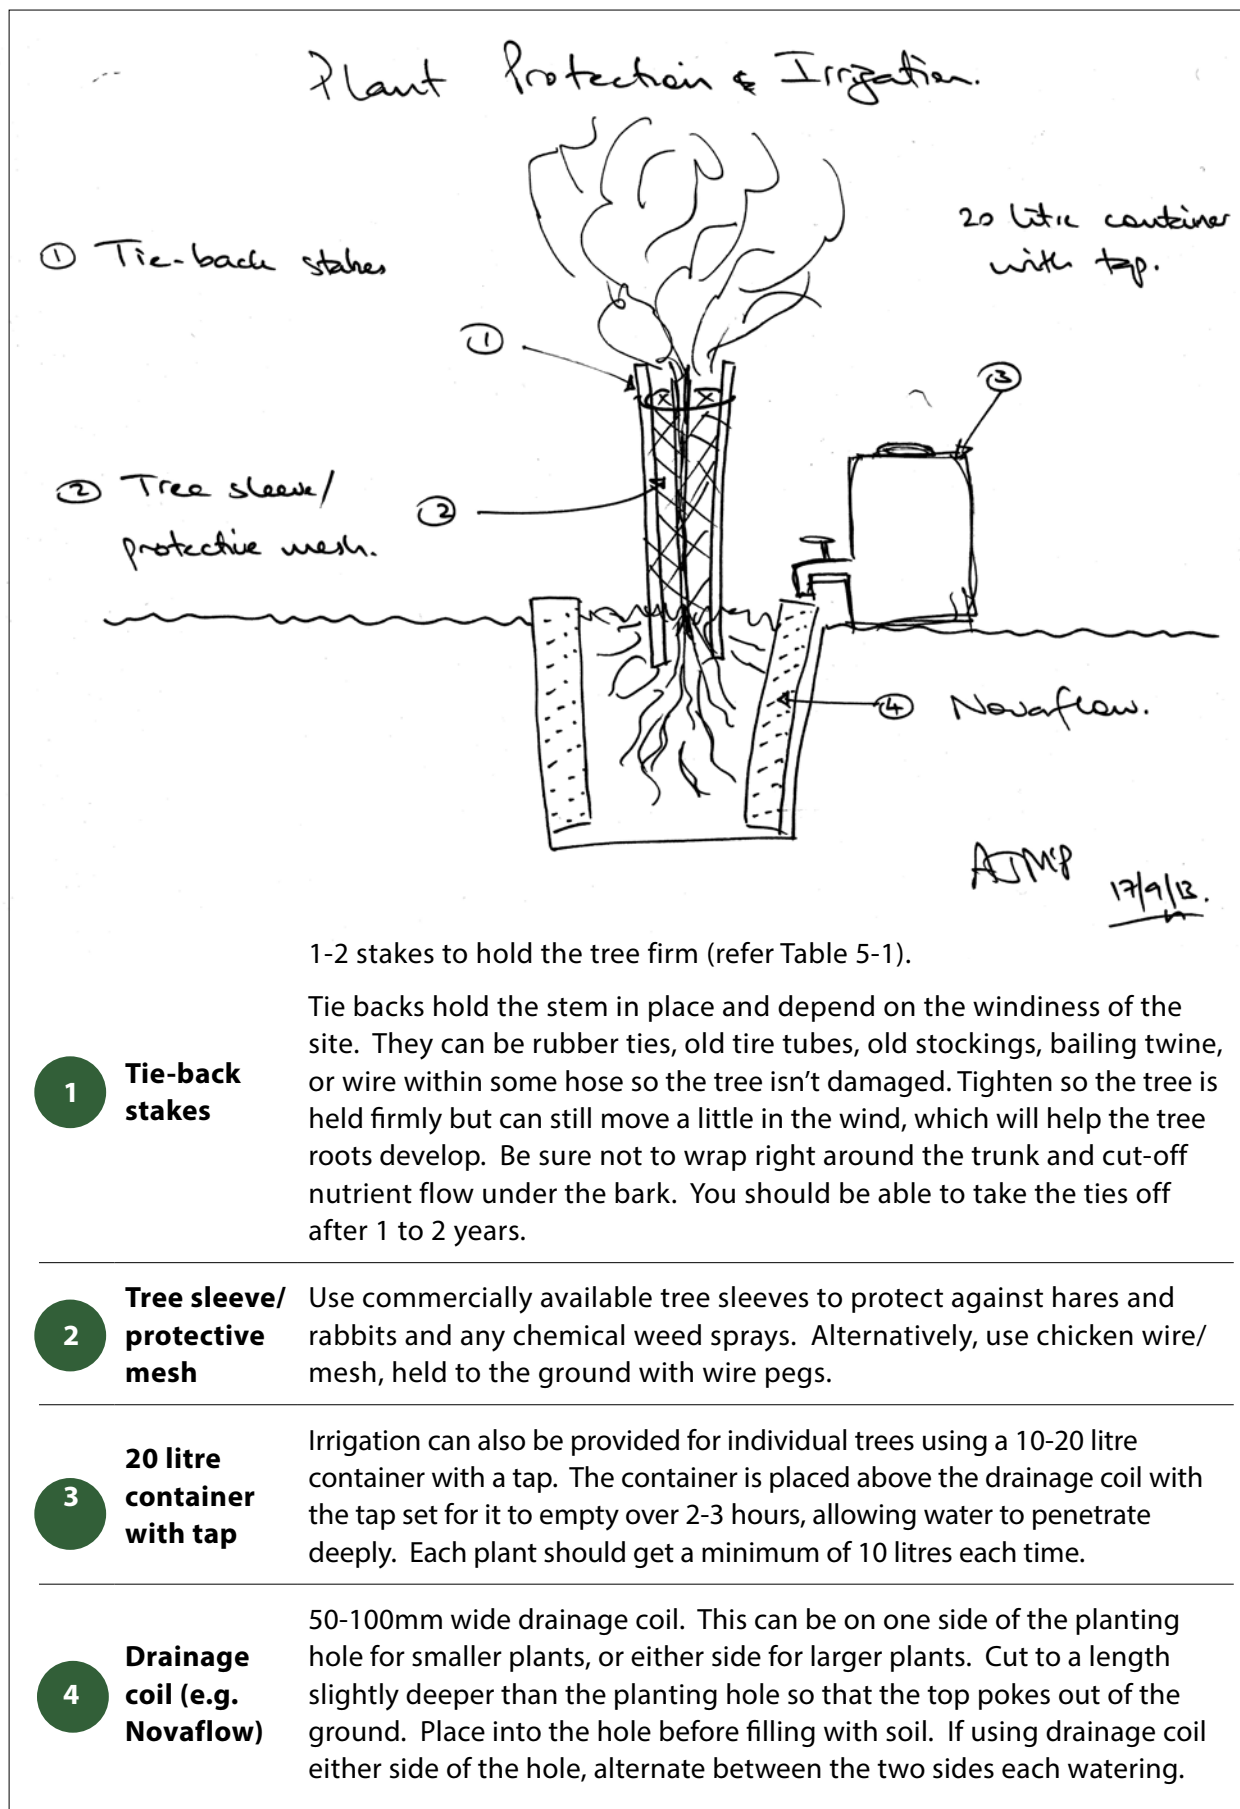 Plant Protection & Irrigation.
① Tie-back stakes
20 litre container
with tap.
①
③
② Tree sleeve/
protective mesh.
②
④ Novaflow.
AJMP
17/9/13.
1-2 stakes to hold the tree firm (refer Table 5-1).
Tie backs hold the stem in place and depend on the windiness of the
site. They can be rubber ties, old tire tubes, old stockings, bailing twine,
or wire within some hose so the tree isn't damaged. Tighten so the tree is
held firmly but can still move a little in the wind, which will help the tree
roots develop. Be sure not to wrap right around the trunk and cut-off
nutrient flow under the bark. You should be able to take the ties off
after 1 to 2 years.
1
Tie-back
stakes
2
Tree sleeve/
protective
mesh
Use commercially available tree sleeves to protect against hares and
rabbits and any chemical weed sprays. Alternatively, use chicken wire/
mesh, held to the ground with wire pegs.
3
20 litre
container
with tap
Irrigation can also be provided for individual trees using a 10-20 litre
container with a tap. The container is placed above the drainage coil with
the tap set for it to empty over 2-3 hours, allowing water to penetrate
deeply. Each plant should get a minimum of 10 litres each time.
4
Drainage
coil (e.g.
Novaflow)
50-100mm wide drainage coil. This can be on one side of the planting
hole for smaller plants, or either side for larger plants. Cut to a length
slightly deeper than the planting hole so that the top pokes out of the
ground. Place into the hole before filling with soil. If using drainage coil
either side of the hole, alternate between the two sides each watering.